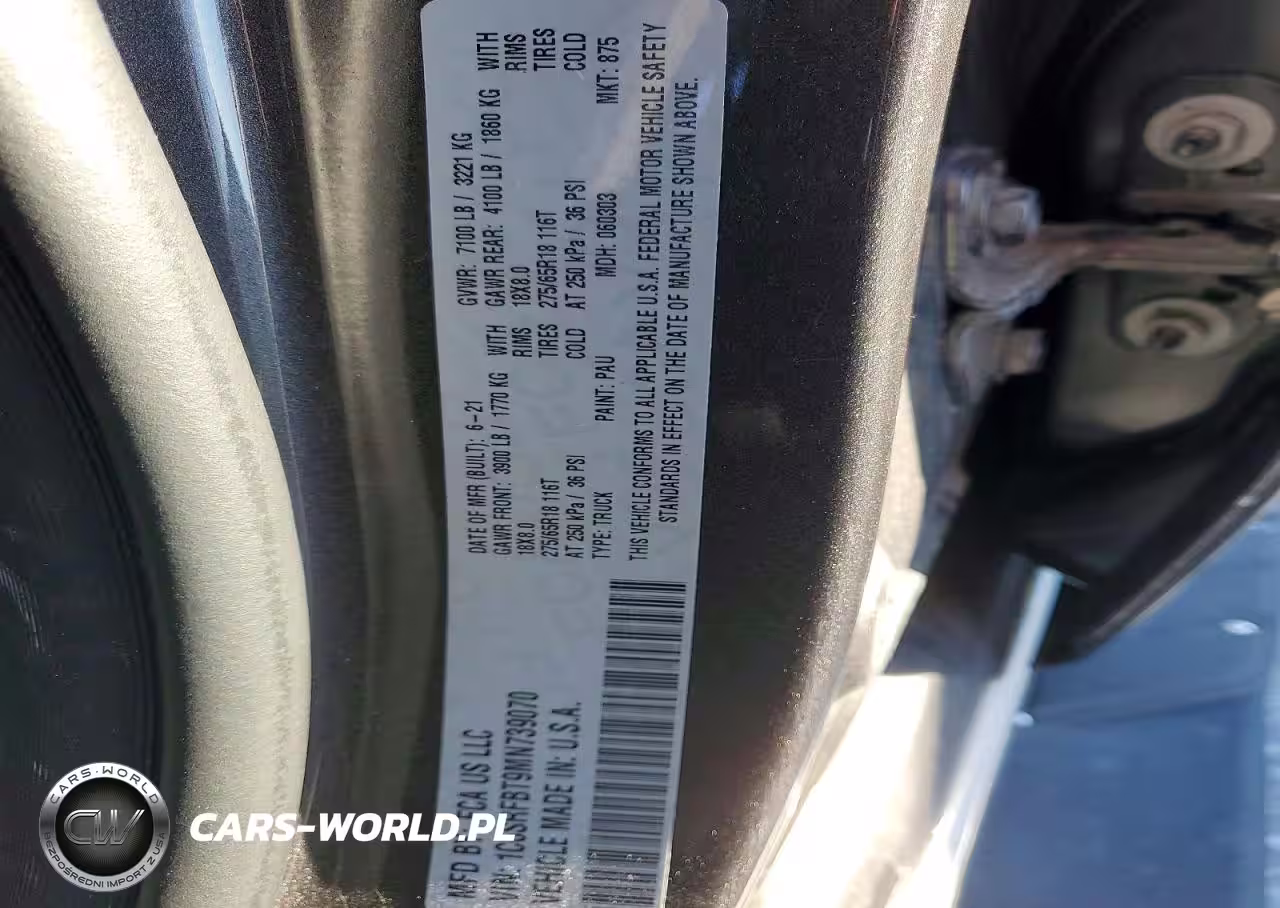 MFD BY FCA US LLC
VIN:
VEHICLE MADE IN: U.S.A.
DATE OF MFR (BUILT): 6-21 GVWR: 7100 LB / 3221 KG
GAWR FRONT: 3900 LB / 1770 KG WITH GAWR REAR: 4100 LB / 1860 KG WITH
18X8.0 RIMS 18X8.0 RIMS
275/65R18 116T TIRES 275/65R18 116T TIRES
AT 250 kPa / 36 PSI COLD AT 250 kPa / 36 PSI COLD
TYPE: TRUCK PAINT: PAU MDH: 060303 MKT: 875
THIS VEHICLE CONFORMS TO ALL APPLICABLE U.S.A. FEDERAL MOTOR VEHICLE SAFETY
STANDARDS IN EFFECT ON THE DATE OF MANUFACTURE SHOWN ABOVE.
CARS-WORLD
CW
BEZPOŚREDNI IMPORT Z USA
CARS-WORLD.PL